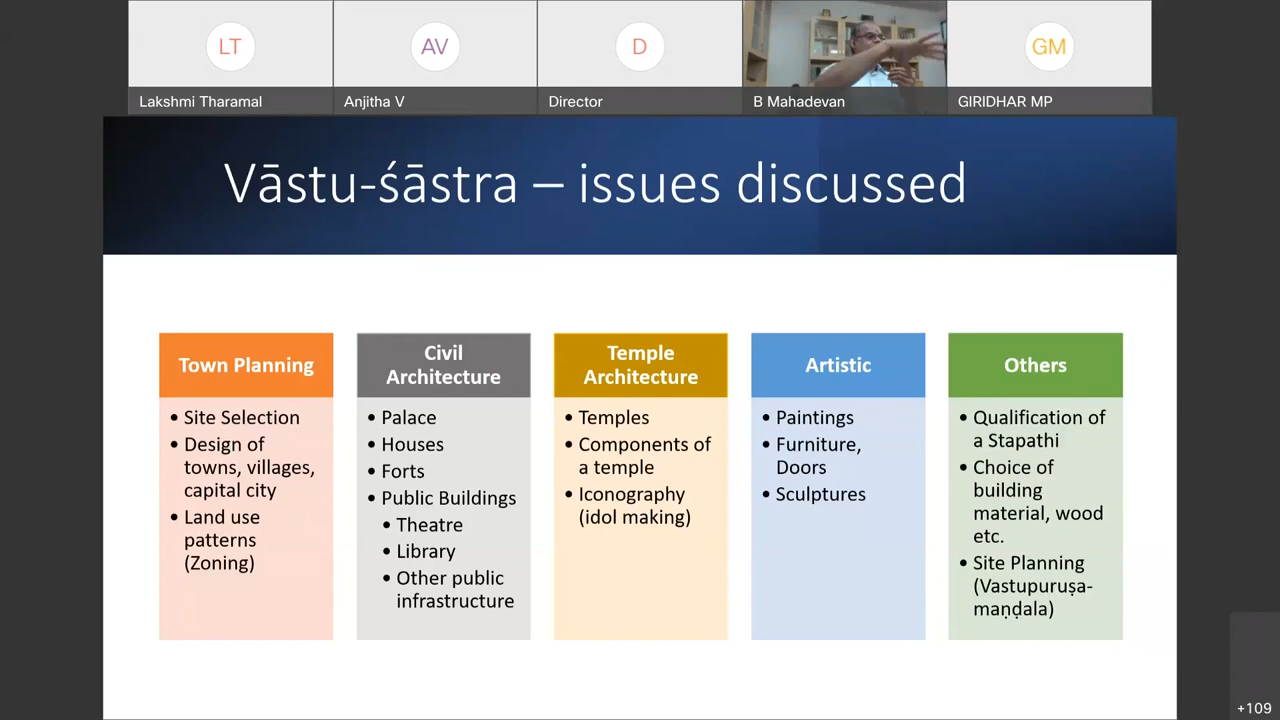 LT
AV
D
GM
Lakshmi Tharamal
Anjitha V
Director
B Mahadevan
GIRIDHAR MP
Vāstu-śāstra – issues discussed
Town Planning
• Site Selection
• Design of
towns, villages,
capital city
• Land use
patterns
(Zoning)
Civil
Architecture
• Palace
• Houses
• Forts
• Public Buildings
• Theatre
• Library
• Other public
infrastructure
Temple
Architecture
• Temples
• Components of
a temple
• Iconography
(idol making)
Artistic
• Paintings
• Furniture,
Doors
• Sculptures
Others
• Qualification of
a Stapathi
• Choice of
building
material, wood
etc.
• Site Planning
(Vastupuruṣa-
maṇḍala)
+109